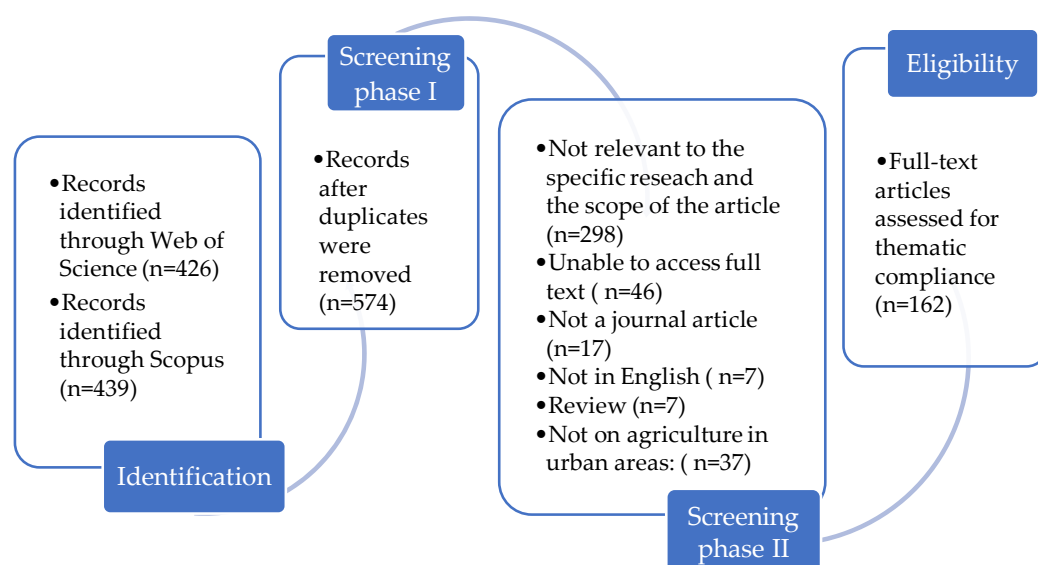 •Records
identified
through Web of
Science (n=426)
•Records
identified
through Scopus
(n=439)
Identification
Screening
phase I
•Records
after
duplicates
were
removed
(n=574)
•Not relevant to the
specific reseach and
the scope of the article
(n=298)
•Unable to access full
text ( n=46)
•Not a journal article
(n=17)
•Not in English ( n=7)
•Review (n=7)
•Not on agriculture in
urban areas: ( n=37)
Screening
phase II
Eligibility
•Full-text
articles
assessed for
thematic
compliance
(n=162)